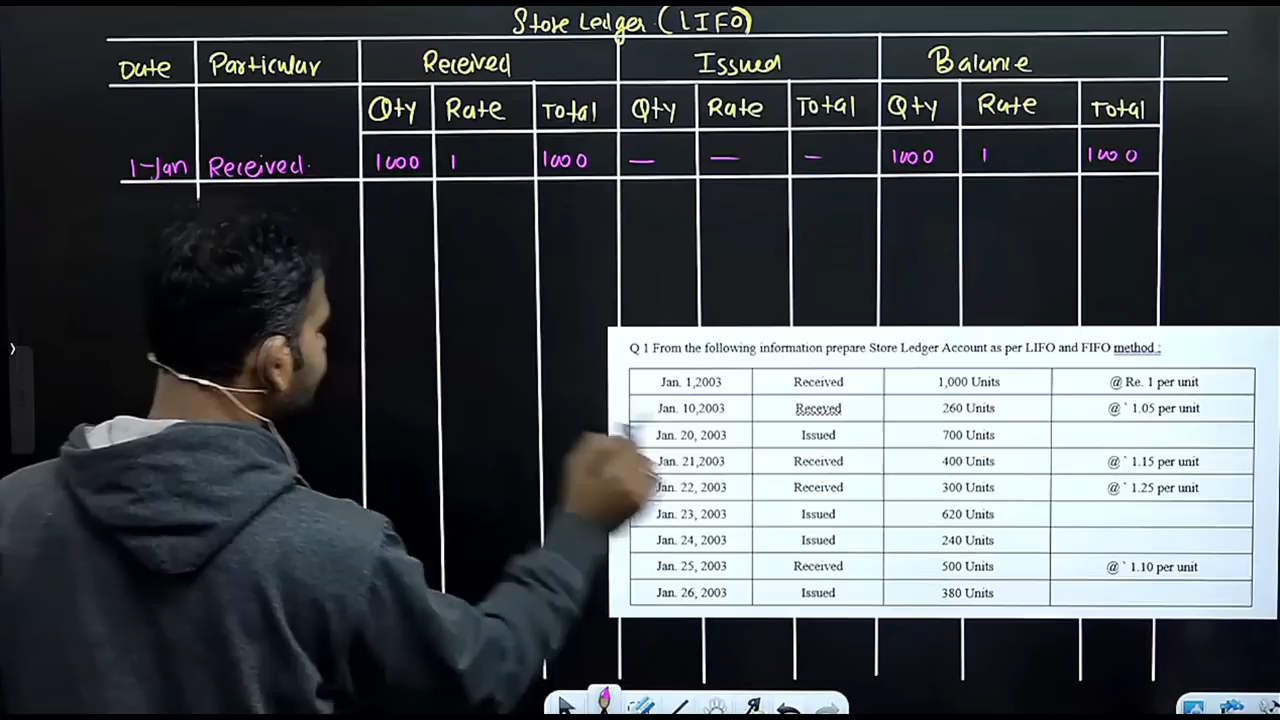 Store Ledger (LIFO)
Date Particular Received Issued Balance
Qty Rate Total Qty Rate Total Qty Rate Total
1-Jan Received. 1000 1 1000 — — — 1000 1 1000
Q 1 From the following information prepare Store Ledger Account as per LIFO and FIFO method :
Jan. 1,2003 Received 1,000 Units @ Re. 1 per unit
Jan. 10,2003 Receved 260 Units @ ` 1.05 per unit
Jan. 20, 2003 Issued 700 Units
Jan. 21,2003 Received 400 Units @ ` 1.15 per unit
Jan. 22, 2003 Received 300 Units @ ` 1.25 per unit
Jan. 23, 2003 Issued 620 Units
Jan. 24, 2003 Issued 240 Units
Jan. 25, 2003 Received 500 Units @ ` 1.10 per unit
Jan. 26, 2003 Issued 380 Units